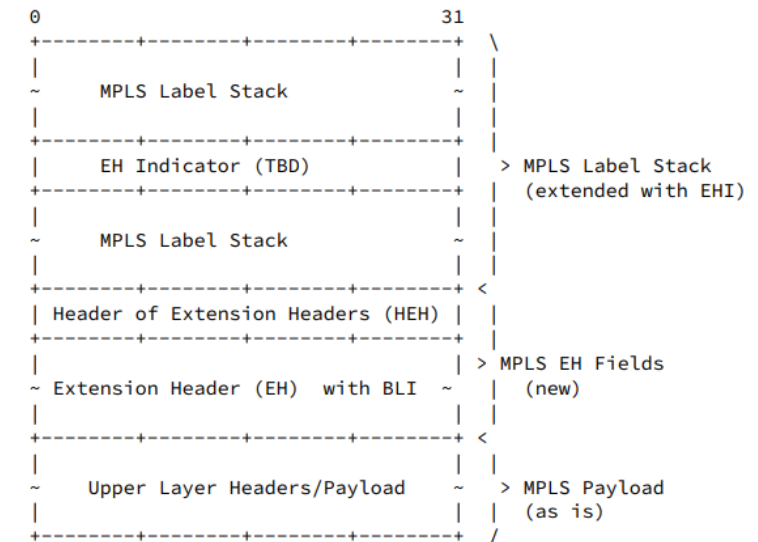 0                                  31
+--------+--------+--------+--------+  \
|                                   |  |
~     MPLS Label Stack              ~  |
|                                   |  |
+--------+--------+--------+--------+  |
|     EH Indicator (TBD)            |   > MPLS Label Stack
+--------+--------+--------+--------+  |  (extended with EHI)
|                                   |  |
~     MPLS Label Stack              ~  |
|                                   |  |
+--------+--------+--------+--------+ <
| Header of Extension Headers (HEH) |  |
+--------+--------+--------+--------+  |
|                                   | > MPLS EH Fields
~ Extension Header (EH)  with BLI  ~   |  (new)
|                                   |  |
+--------+--------+--------+--------+ <
|                                   |  |
~    Upper Layer Headers/Payload    ~   > MPLS Payload
|                                   |  |  (as is)
+--------+--------+--------+--------+  /